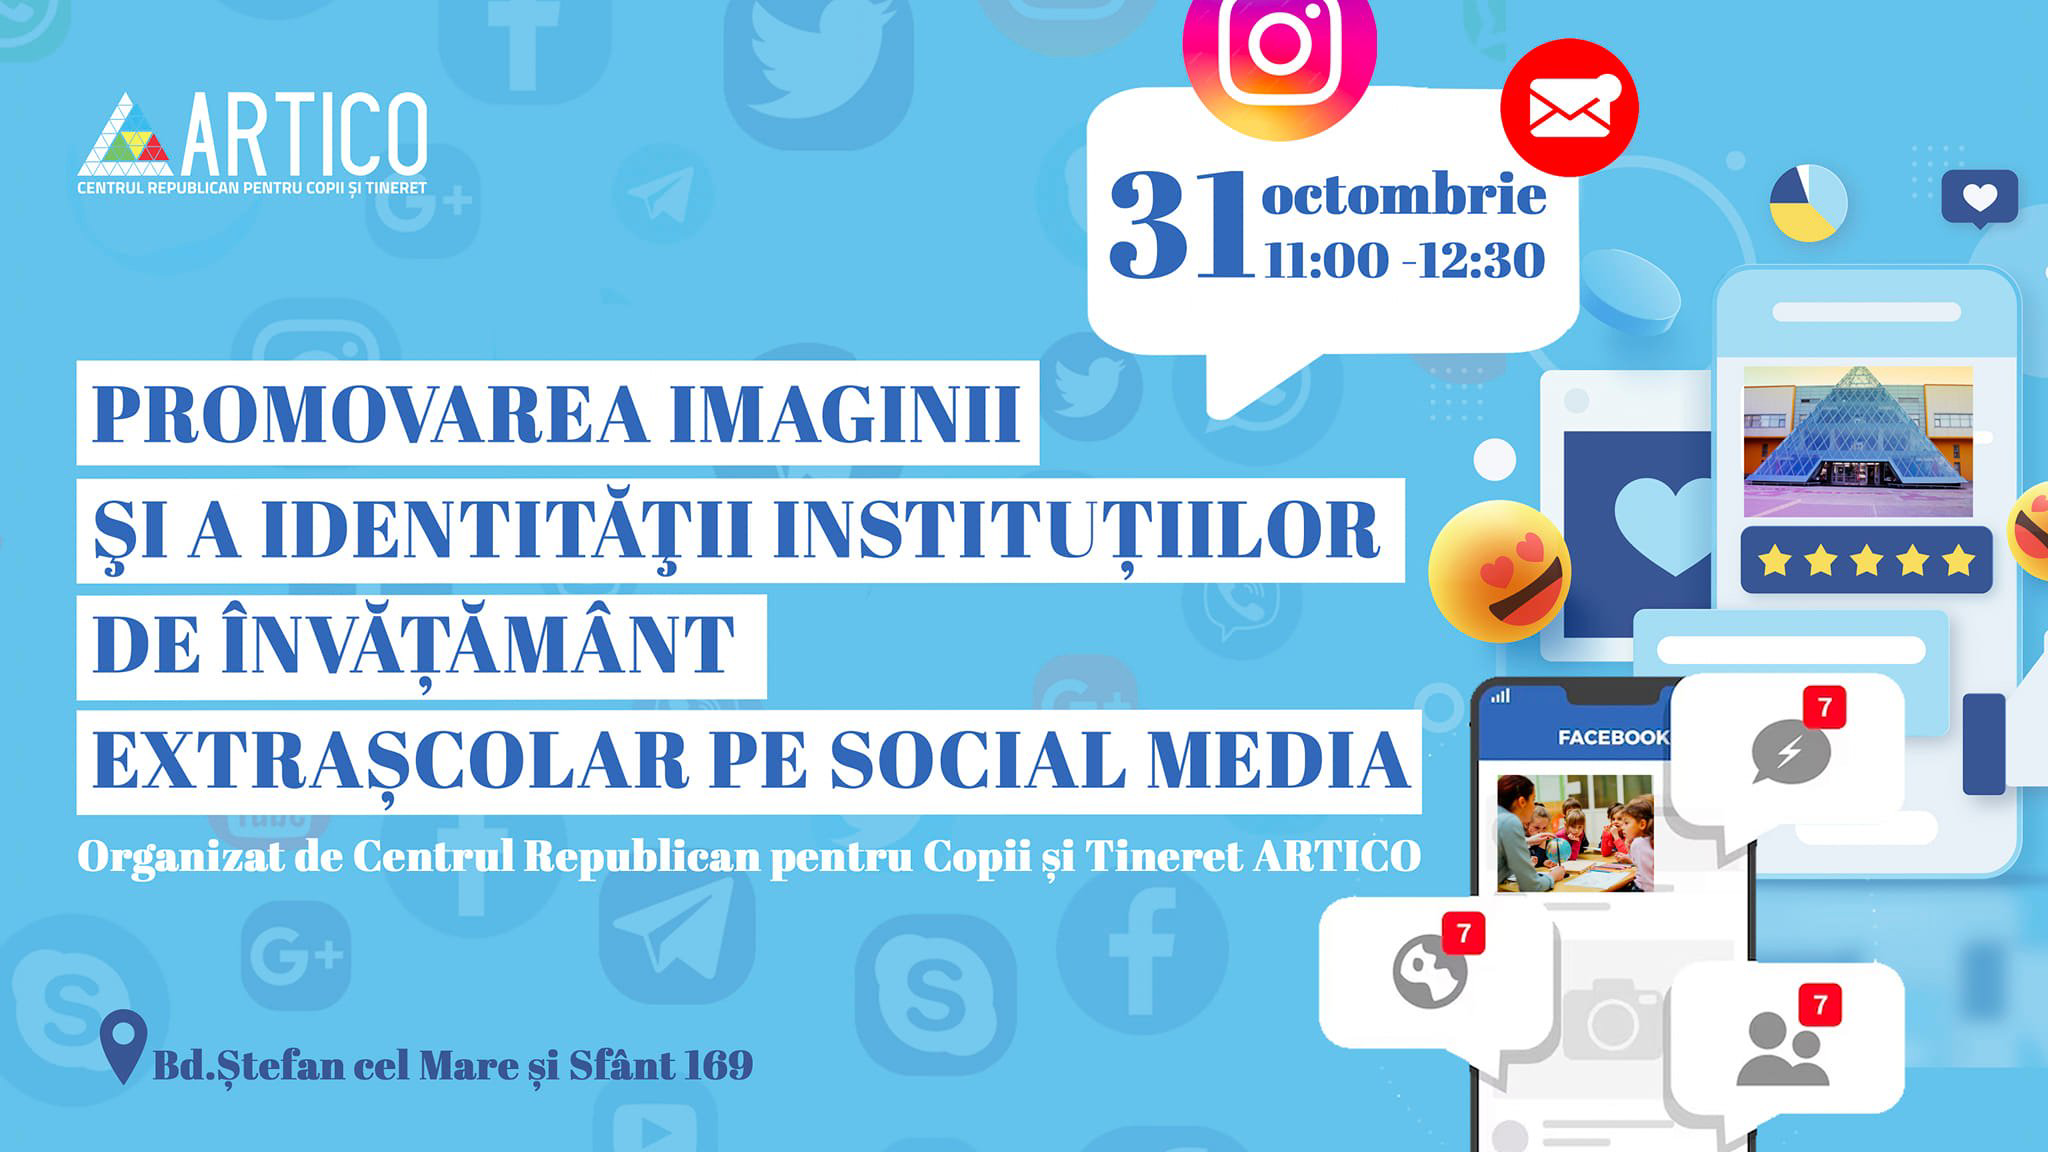 ARTICO
CENTRUL REPUBLICAN PENTRU COPII ȘI TINERET
31 octombrie
11:00 -12:30
PROMOVAREA IMAGINII
ŞI A IDENTITĂŢII INSTITUȚIILOR
DE ÎNVĂȚĂMÂNT
EXTRAȘCOLAR PE SOCIAL MEDIA
Organizat de Centrul Republican pentru Copii și Tineret ARTICO
Bd.Ștefan cel Mare și Sfânt 169
FACEBOOK
7
7
7
G+
G+
G+
Tube